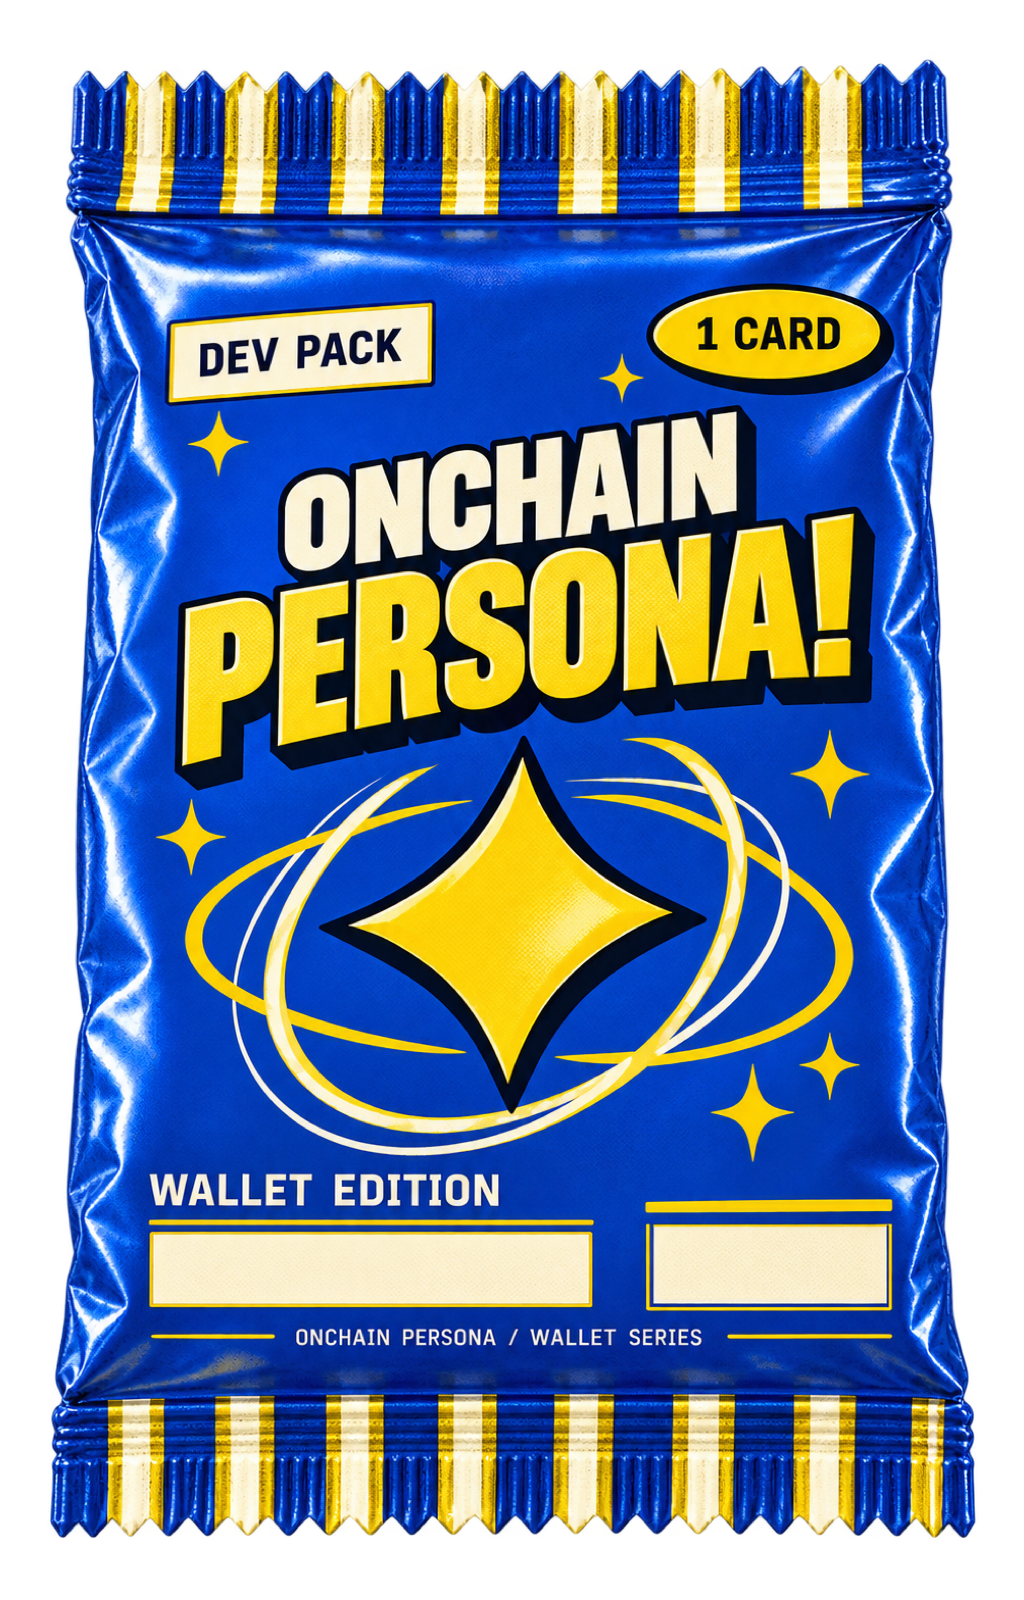 DEV PACK
1 CARD
ONCHAIN
PERSONA!
WALLET EDITION
ONCHAIN PERSONA / WALLET SERIES